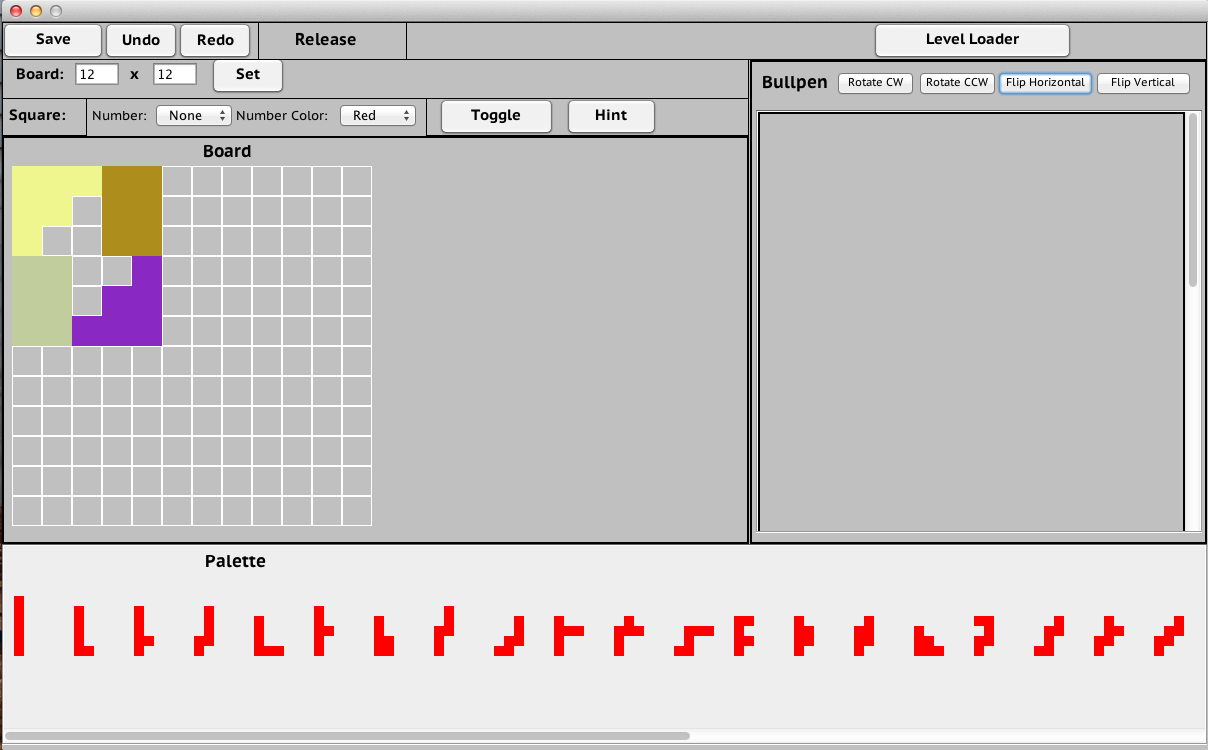 Save Undo Redo Release Level Loader
Board: 12 x 12 Set
Bullpen Rotate CW Rotate CCW Flip Horizontal Flip Vertical
Square: Number: None Number Color: Red Toggle Hint
Board
Palette